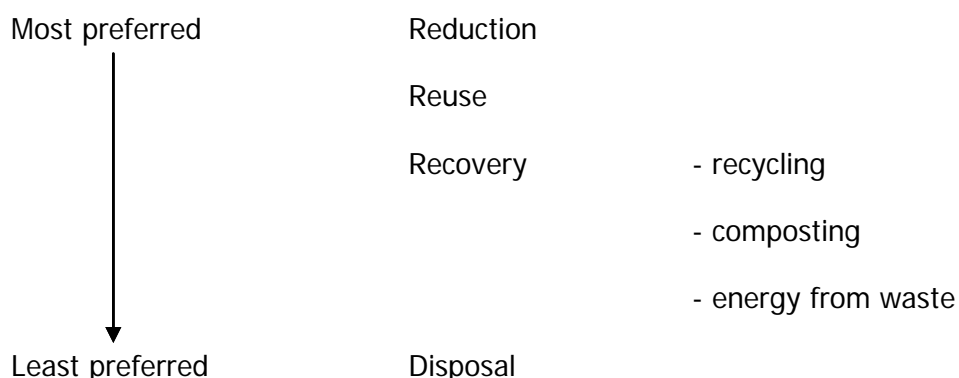 Most preferred Reduction
Reuse
Recovery - recycling
- composting
- energy from waste
Least preferred Disposal